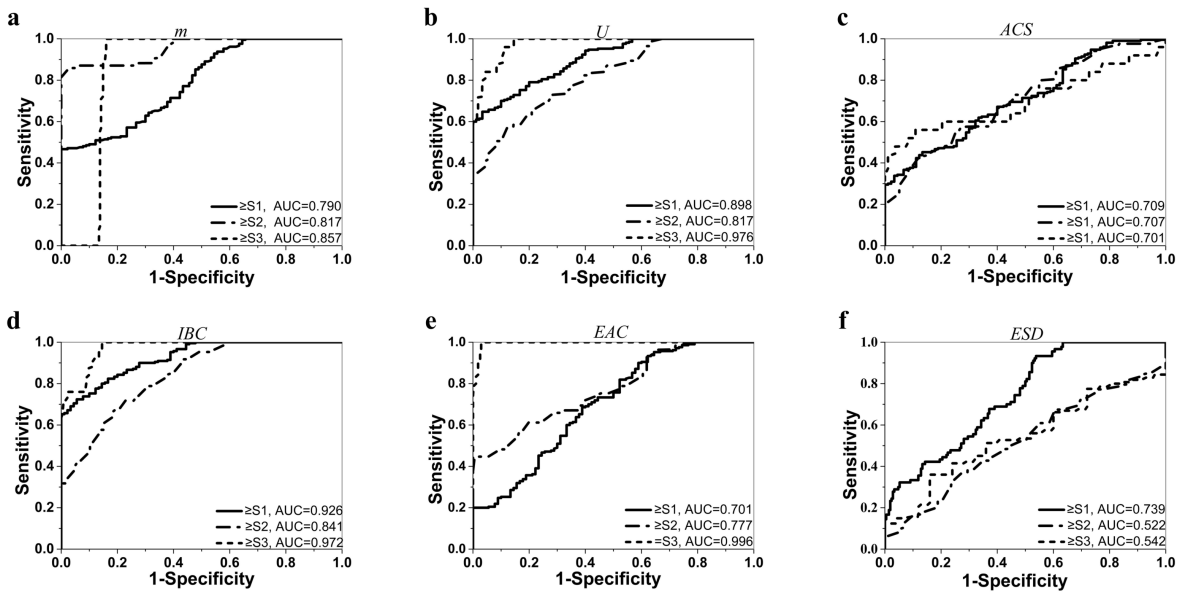 a
m
1.0
0.8
0.6
0.4
0.2
0.0
Sensitivity
≥S1, AUC=0.790
≥S2, AUC=0.817
≥S3, AUC=0.857
0.0 0.2 0.4 0.6 0.8 1.0
1-Specificity
b
U
1.0
0.8
0.6
0.4
0.2
0.0
Sensitivity
≥S1, AUC=0.898
≥S2, AUC=0.817
≥S3, AUC=0.976
0.0 0.2 0.4 0.6 0.8 1.0
1-Specificity
c
ACS
1.0
0.8
0.6
0.4
0.2
0.0
Sensitivity
≥S1, AUC=0.709
≥S1, AUC=0.707
≥S1, AUC=0.701
0.0 0.2 0.4 0.6 0.8 1.0
1-Specificity
d
IBC
1.0
0.8
0.6
0.4
0.2
0.0
Sensitivity
≥S1, AUC=0.926
≥S2, AUC=0.841
≥S3, AUC=0.972
0.0 0.2 0.4 0.6 0.8 1.0
1-Specificity
e
EAC
1.0
0.8
0.6
0.4
0.2
0.0
Sensitivity
≥S1, AUC=0.701
≥S2, AUC=0.777
≥S3, AUC=0.996
0.0 0.2 0.4 0.6 0.8 1.0
1-Specificity
f
ESD
1.0
0.8
0.6
0.4
0.2
0.0
Sensitivity
≥S1, AUC=0.739
≥S2, AUC=0.522
≥S3, AUC=0.542
0.0 0.2 0.4 0.6 0.8 1.0
1-Specificity